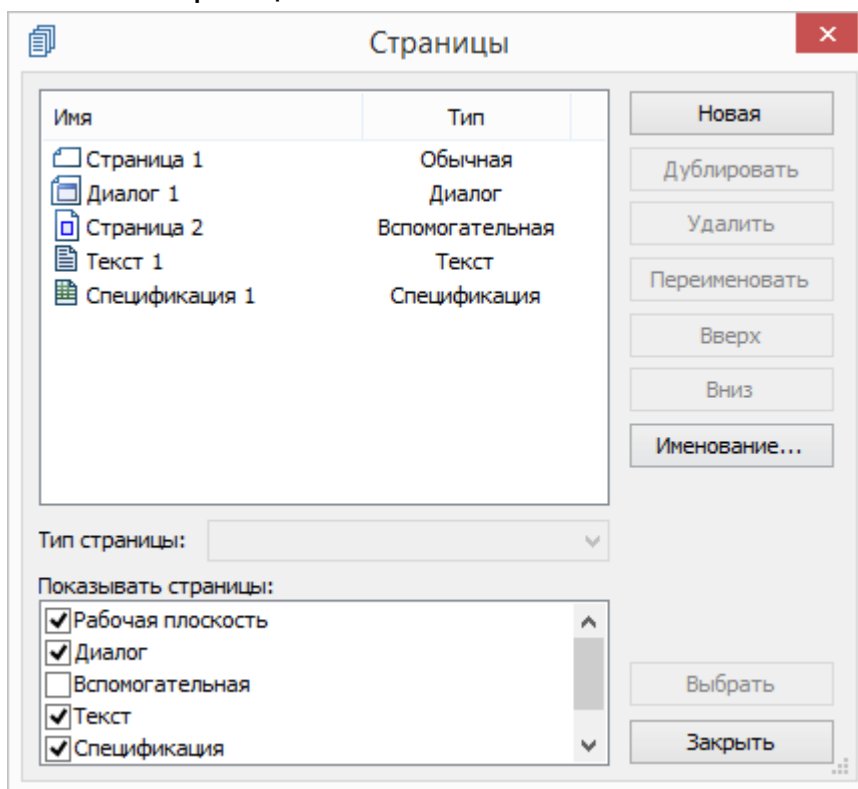 Страницы
Имя Тип
Страница 1 Обычная
Диалог 1 Диалог
Страница 2 Вспомогательная
Текст 1 Текст
Спецификация 1 Спецификация
Новая
Дублировать
Удалить
Переименовать
Вверх
Вниз
Именование...
Тип страницы:
Показывать страницы:
Рабочая плоскость
Диалог
Вспомогательная
Текст
Спецификация
Выбрать
Закрыть